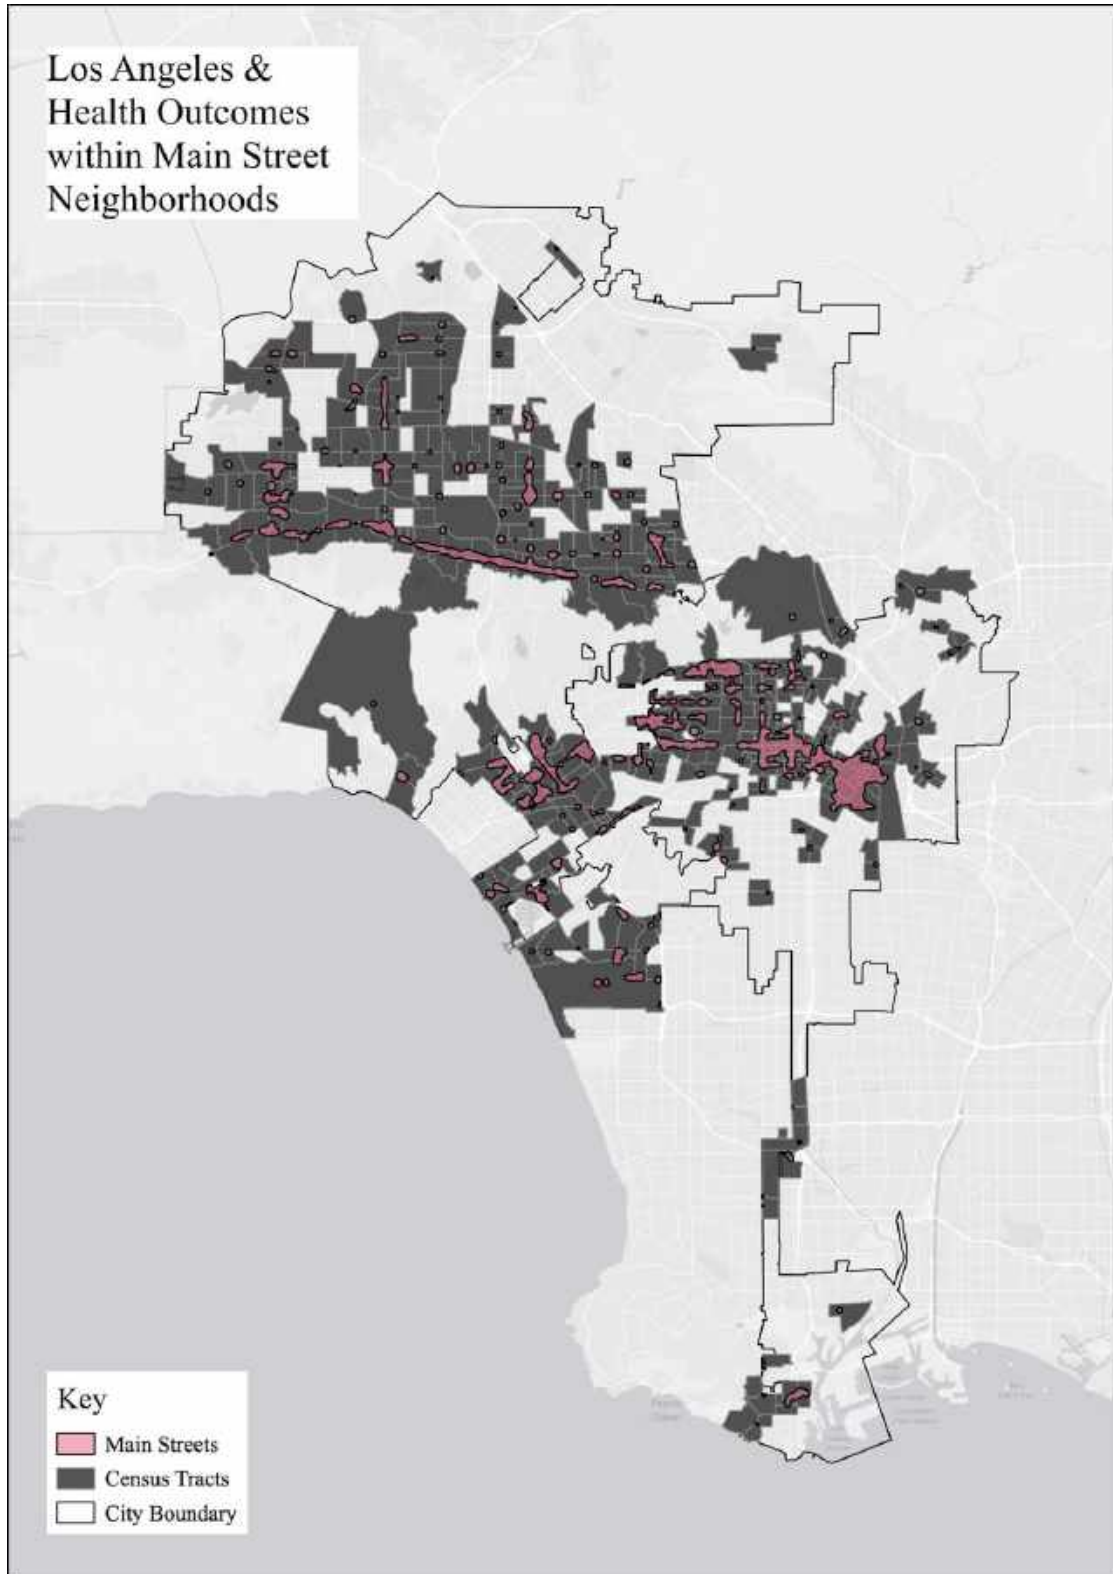 Los Angeles &
Health Outcomes
within Main Street
Neighborhoods
Key
Main Streets
Census Tracts
City Boundary